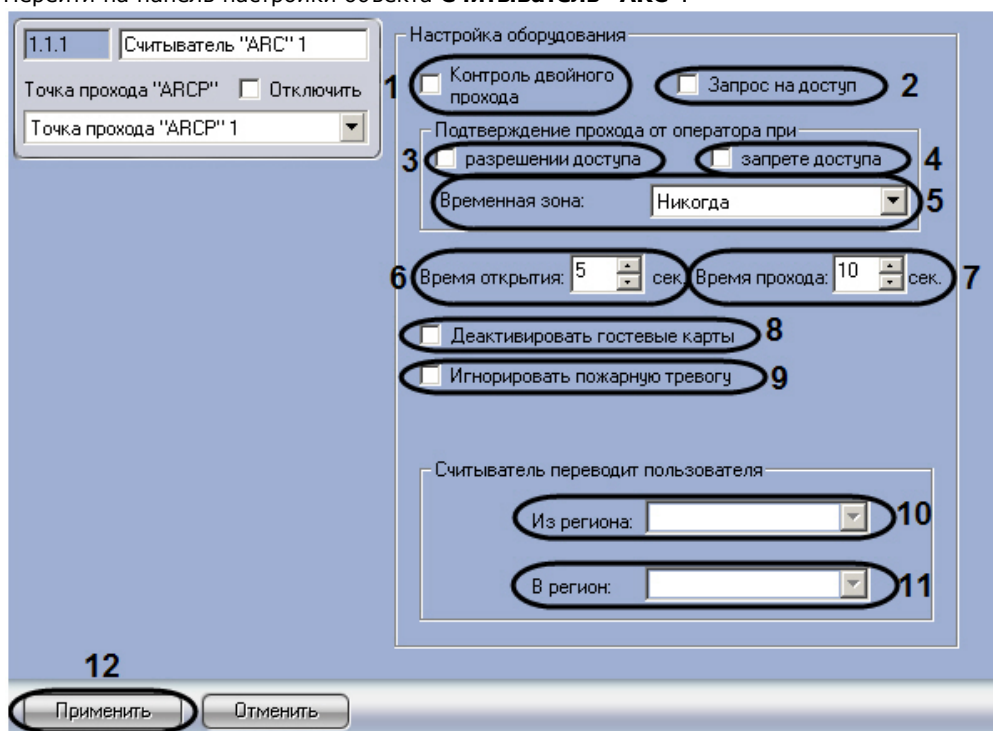 Перейти на панель настройки объекта Считыватель "ARC".
1.1.1 Считыватель "ARC" 1
Точка прохода "ARCP" Отключить
Точка прохода "ARCP" 1
Настройка оборудования
1 Контроль двойного прохода
Запрос на доступ 2
Подтверждение прохода от оператора при
3 разрешении доступа
запрете доступа 4
Временная зона: Никогда 5
6 Время открытия: 5 сек.
Время прохода: 10 сек. 7
Деактивировать гостевые карты 8
Игнорировать пожарную тревогу 9
Считыватель переводит пользователя
Из региона: 10
В регион: 11
12
Применить Отменить